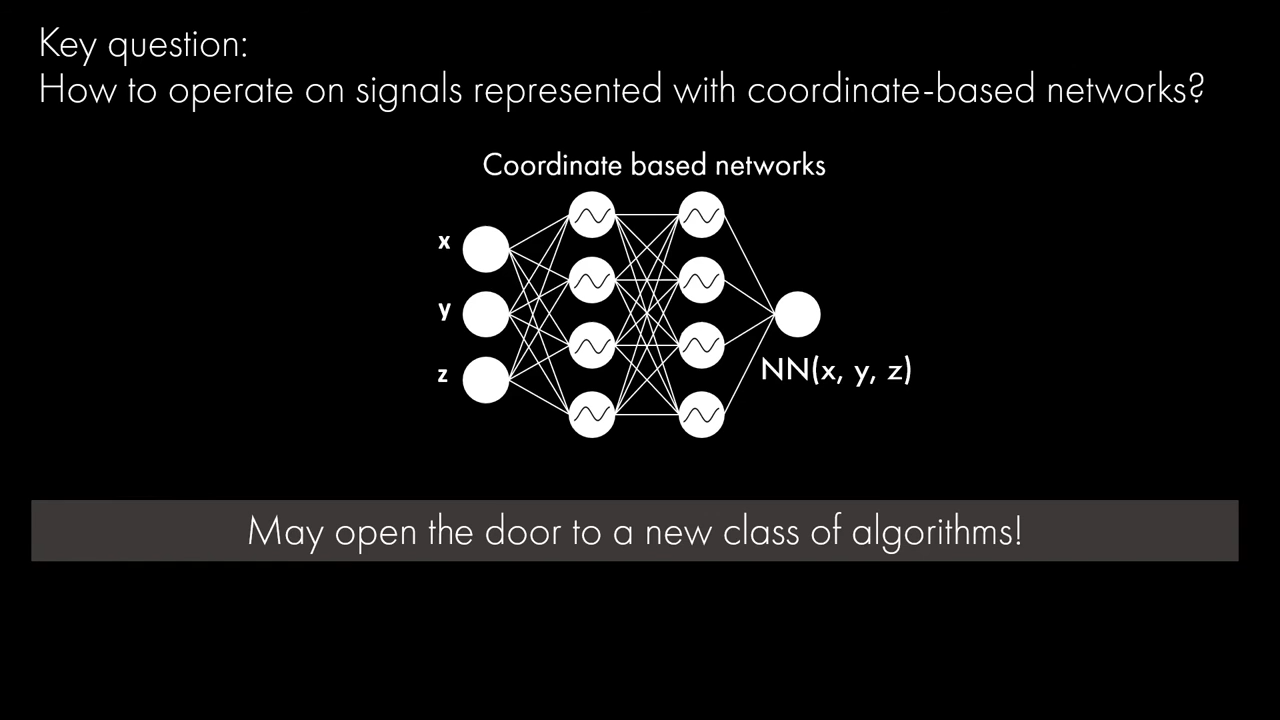 Key question:
How to operate on signals represented with coordinate-based networks?
Coordinate based networks
x
y
z
NN(x, y, z)
May open the door to a new class of algorithms!